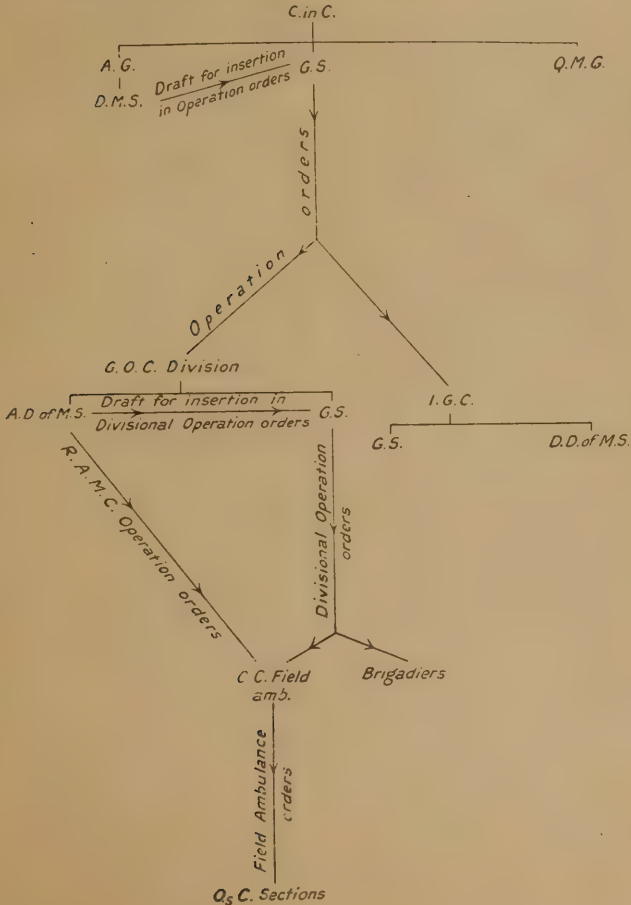 C. in C.
A. G.
G. S.
Q. M. G.
D. M. S.
Draft for insertion
in Operation orders
orders
Operation
G. O. C. Division
A. D of M.S.
Draft for insertion in
Divisional Operation orders
G.S.
I. G. C.
G.S.
D.D. of M.S.
R. A. M. C. Operation orders
Divisional Operation
orders
C C. Field
amb.
Brigadiers
Field Ambulance
orders
Os C. Sections